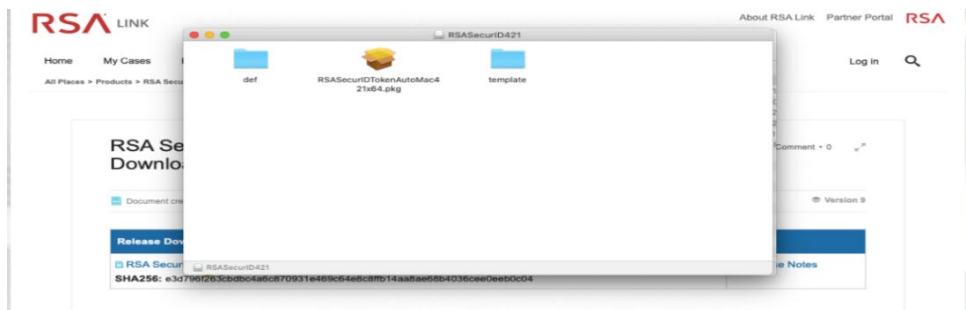 RSA LINK
About RSA Link Partner Portal RSA
RSASecurID421
Home My Cases
Log in
def
RSASecurIDTokenAutoMac4
21x64.pkg
template
All Places > Products > RSA Secu
RSA Se
Downlo
Comment • 0
Document cre
Version 9
Release Dow
RSA Secur
se Notes
RSASecurID421
SHA256: